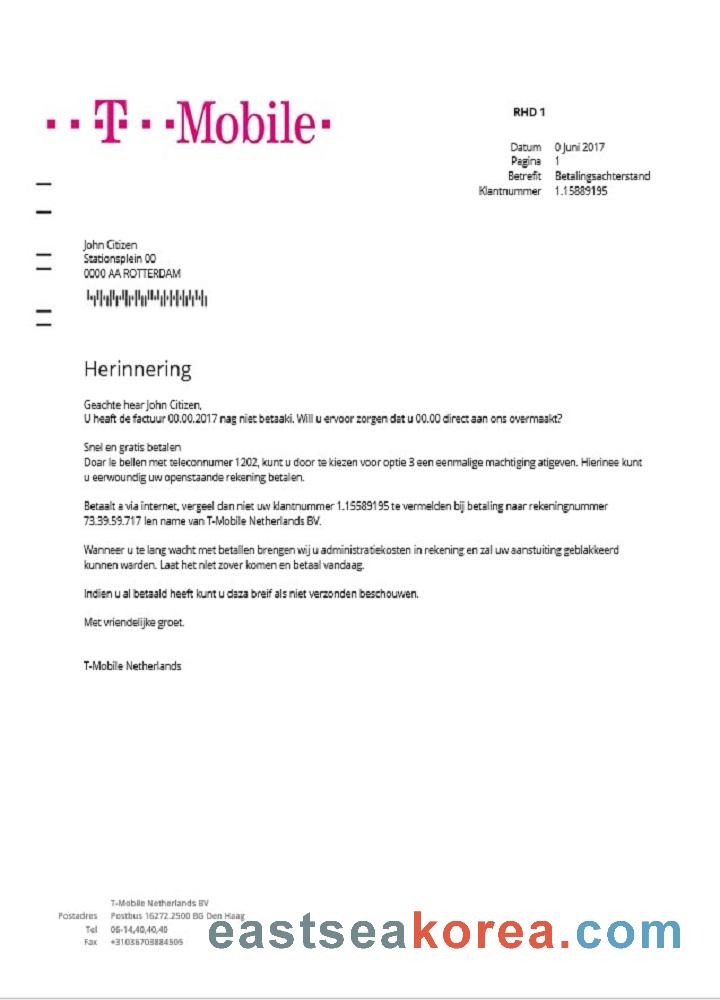 T Mobile
RHD 1
Datum 0 Juni 2017
Pagina 1
Betrefit Betalingsachterstand
Klantnummer 1.15889195
John Citizen
Stationsplein 00
0000 AA ROTTERDAM
Herinnering
Geachte hear John Citizen,
U heaft de factuur 00.00.2017 nag niet betaaki. Will u ervoor zorgen dat u 00.00 direct aan ons overmaakt?
Snel en gratis betalen
Doar le bellen met teleconnumer 1202, kunt u door te kiezen voor optie 3 een eenmalige machtiging atigeven. Hierinee kunt
u eerwoundig uw openstaande rekening betalen.
Betaalt a via internet, vergeel dan niet uw klantnummer 1.15589195 te vermelden bij betaling naar rekeningnummer
73.39.59.717 len name van T-Mobile Netherlands BV.
Wanneer u te lang wacht met betallen brengen wij u administratiekosten in rekening en zal uw aanstuiting geblakkeerd
kunnen warden. Laat het niet zover komen en betaal vandaag.
Indien u al betaald heeft kunt u daza breif als niet verzonden beschouwen.
Met vriendelijke groet.
T-Mobile Netherlands
T-Mobile Netherlands BV
Postadres Postbus 16272.2500 BG Den Haag
Tel 06-14,40,40,40
Fax +31036703884595
eastseakorea.com